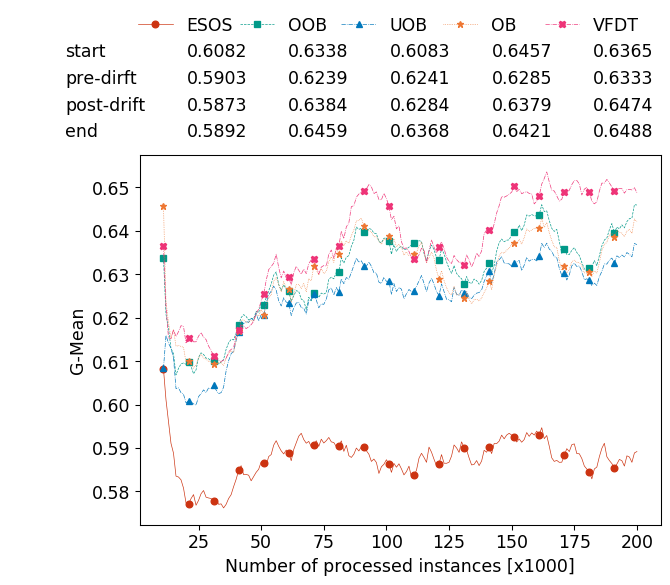 ESOS OOB UOB OB VFDT
start 0.6082 0.6338 0.6083 0.6457 0.6365
pre-dirft 0.5903 0.6239 0.6241 0.6285 0.6333
post-drift 0.5873 0.6384 0.6284 0.6379 0.6474
end 0.5892 0.6459 0.6368 0.6421 0.6488
0.65
0.64
0.63
0.62
0.61
0.60
0.59
0.58
G-Mean
25 50 75 100 125 150 175 200
Number of processed instances [x1000]